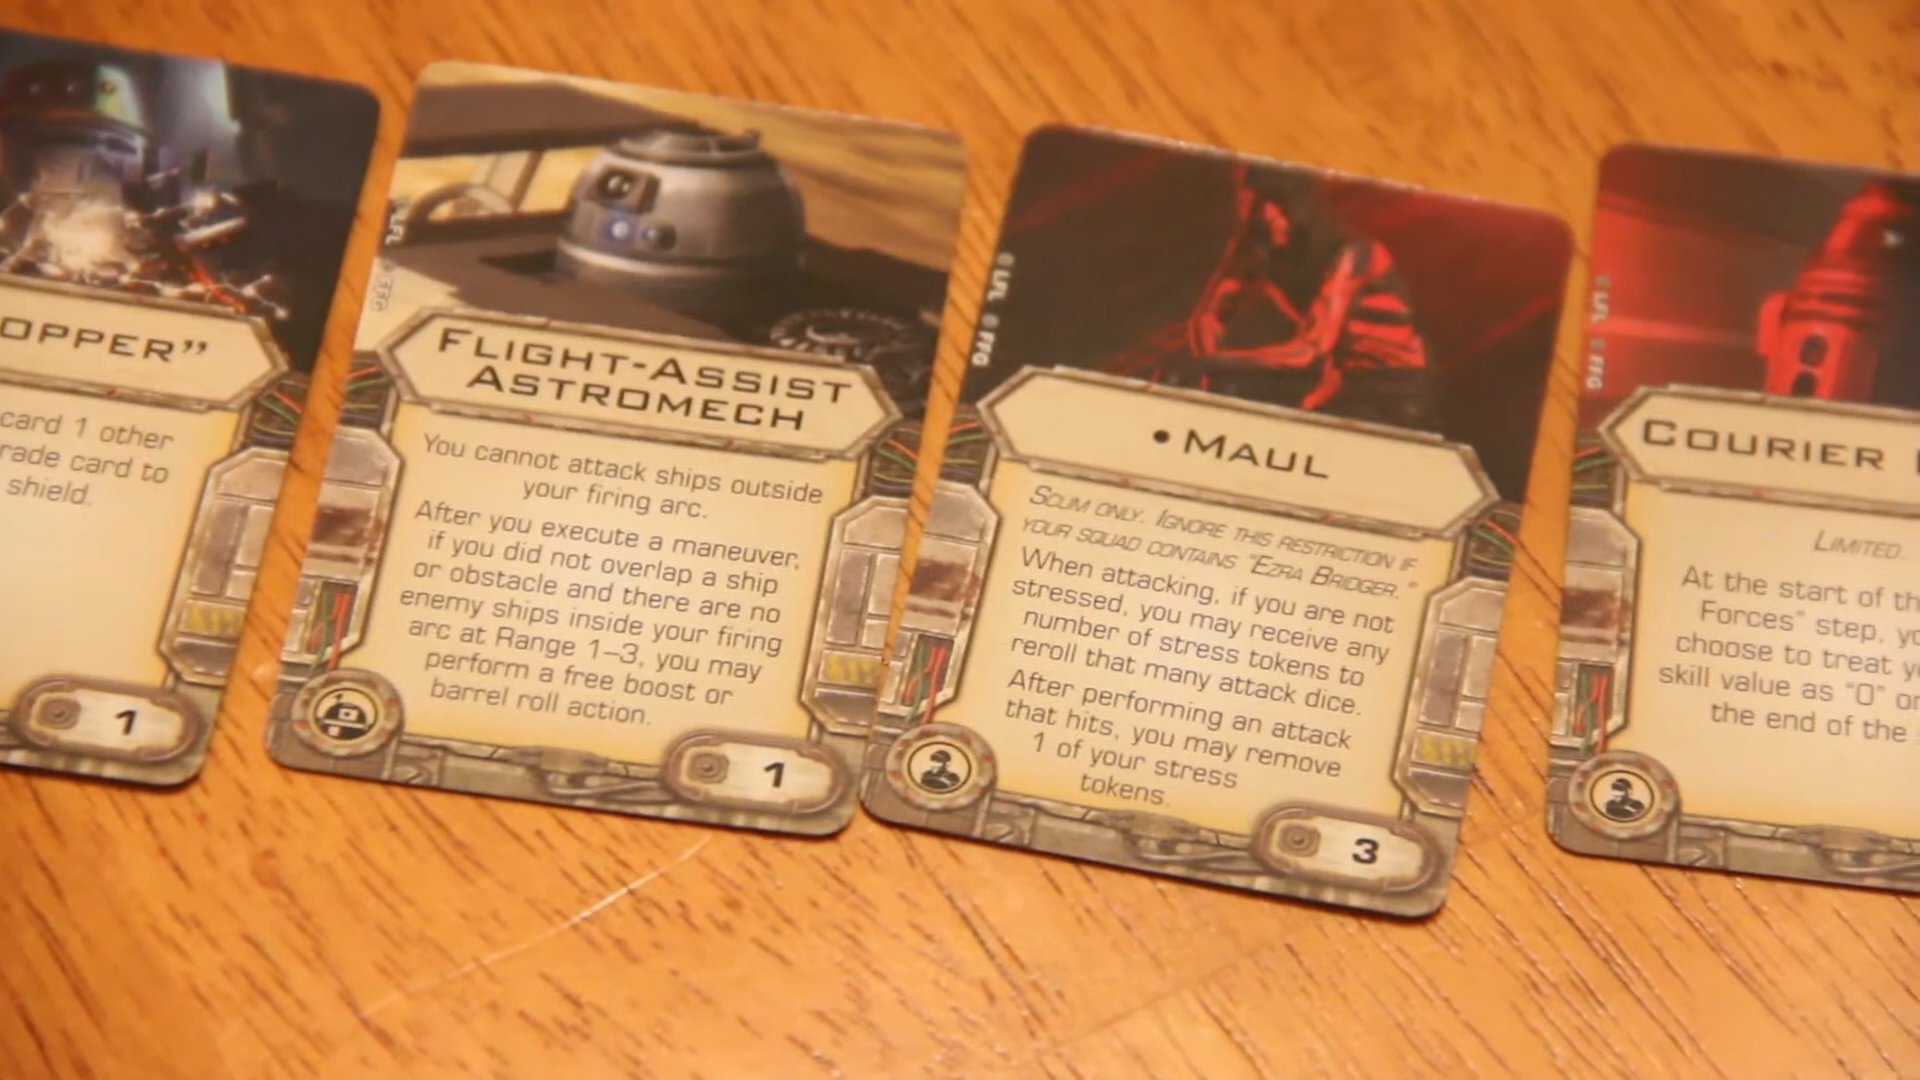 OPPER”
card 1 other
rade card to
shield.
1
LFL
FFG
FLIGHT-ASSIST
ASTROMECH
You cannot attack ships outside
your firing arc.
After you execute a maneuver,
if you did not overlap a ship
or obstacle and there are no
enemy ships inside your firing
arc at Range 1–3, you may
perform a free boost or
barrel roll action.
1
© LFL © FFG
• MAUL
SCUM ONLY. IGNORE THIS RESTRICTION IF
YOUR SQUAD CONTAINS "EZRA BRIDGER."
When attacking, if you are not
stressed, you may receive any
number of stress tokens to
reroll that many attack dice.
After performing an attack
that hits, you may remove
1 of your stress
tokens.
3
© LFL © FFG
COURIER
LIMITED.
At the start of th
Forces” step, yo
choose to treat y
skill value as “0” or
the end of the